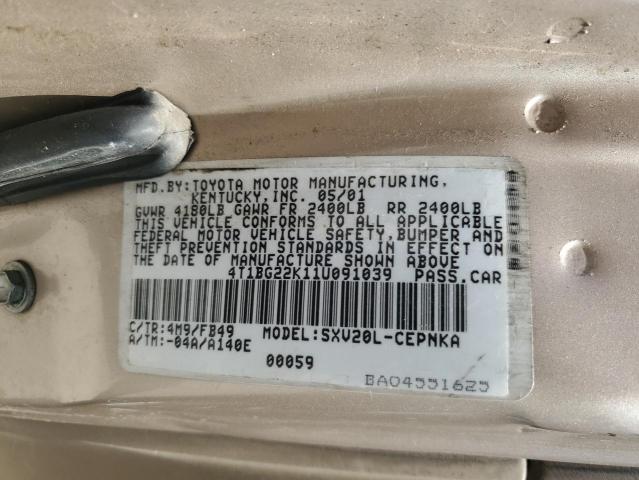 MFD.BY:TOYOTA MOTOR MANUFACTURING,
KENTUCKY, INC. 05/01
GVWR 4180LB GAWR FR 2400LB RR 2400LB
THIS VEHICLE CONFORMS TO ALL APPLICABLE
FEDERAL MOTOR VEHICLE SAFETY, BUMPER AND
THEFT PREVENTION STANDARDS IN EFFECT ON
THE DATE OF MANUFACTURE SHOWN ABOVE
4T1BG22K11U091039 PASS.CAR
C/TR:4M9/FB49 MODEL:SXV20L-CEPNKA
A/TM:-04A/A140E
00059
BA04551625